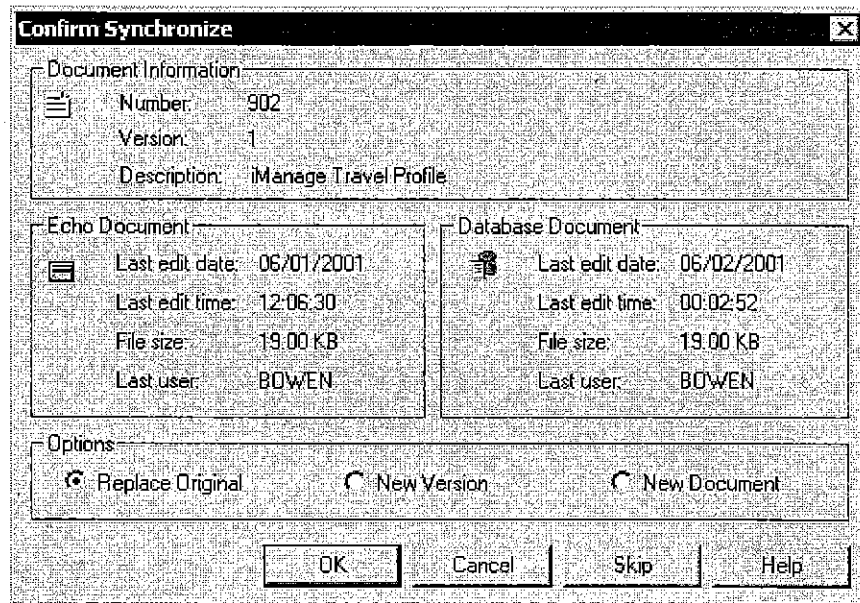 Confirm Synchronize
Document Information
Number: 902
Version: 1
Description: iManage Travel Profile
Echo Document
Last edit date: 06/01/2001
Last edit time: 12:06:30
File size: 19.00 KB
Last user: BOWEN
Database Document
Last edit date: 06/02/2001
Last edit time: 00:02:52
File size: 19.00 KB
Last user: BOWEN
Options
Replace Original New Version New Document
OK Cancel Skip Help